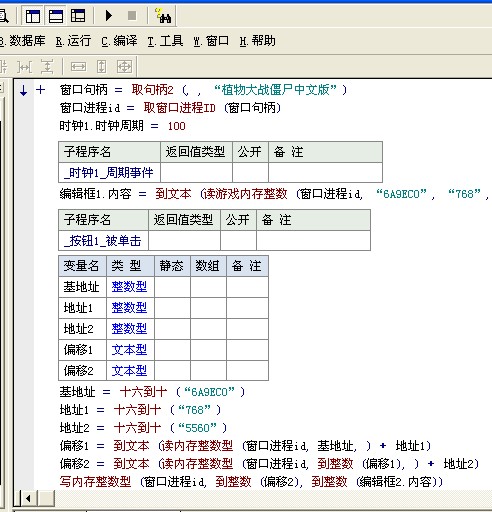 B.数据库 R.运行 C.编译 T.工具 W.窗口 H.帮助
窗口句柄 = 取句柄2 (, , “植物大战僵尸中文版”)
窗口进程id = 取窗口进程ID (窗口句柄)
时钟1.时钟周期 = 100
子程序名 返回值类型 公开 备 注
_时钟1_周期事件
编辑框1.内容 = 到文本 (读游戏内存整数 (窗口进程id, “6A9EC0”, “768”,
子程序名 返回值类型 公开 备 注
_按钮1_被单击
变量名 类 型 静态 数组 备 注
基地址 整数型
地址1 整数型
地址2 整数型
偏移1 文本型
偏移2 文本型
基地址 = 十六到十 (“6A9EC0”)
地址1 = 十六到十 (“768”)
地址2 = 十六到十 (“5560”)
偏移1 = 到文本 (读内存整数型 (窗口进程id, 基地址, ) + 地址1)
偏移2 = 到文本 (读内存整数型 (窗口进程id, 到整数 (偏移1), ) + 地址2)
写内存整数型 (窗口进程id, 到整数 (偏移2), 到整数 (编辑框2.内容))